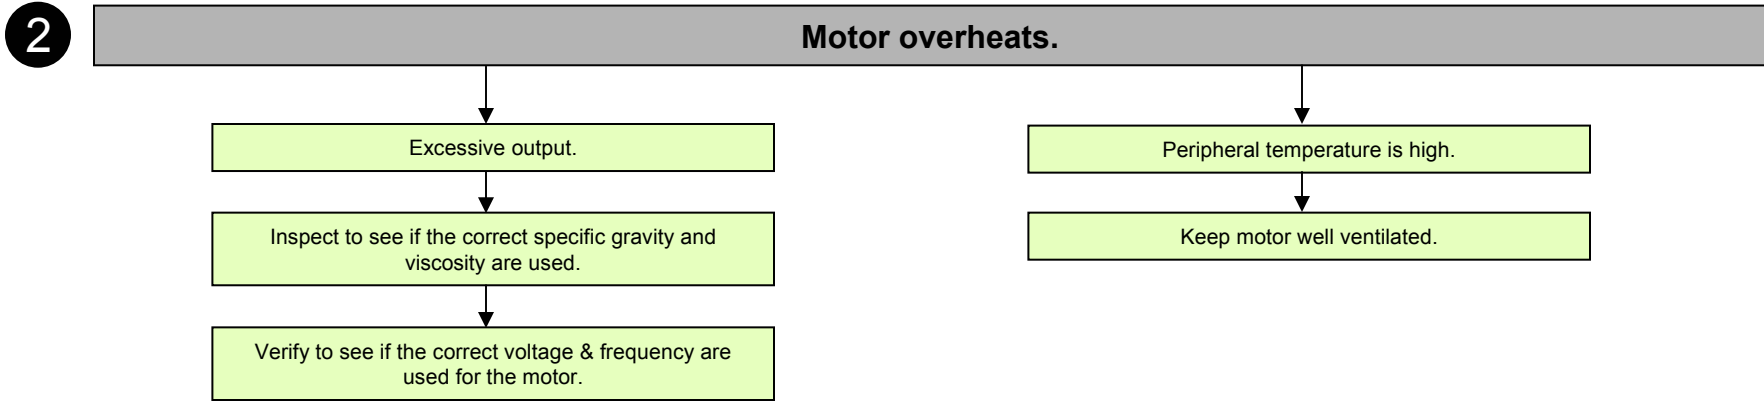 2
Motor overheats.
Excessive output.
Inspect to see if the correct specific gravity and
viscosity are used.
Verify to see if the correct voltage & frequency are
used for the motor.
Peripheral temperature is high.
Keep motor well ventilated.